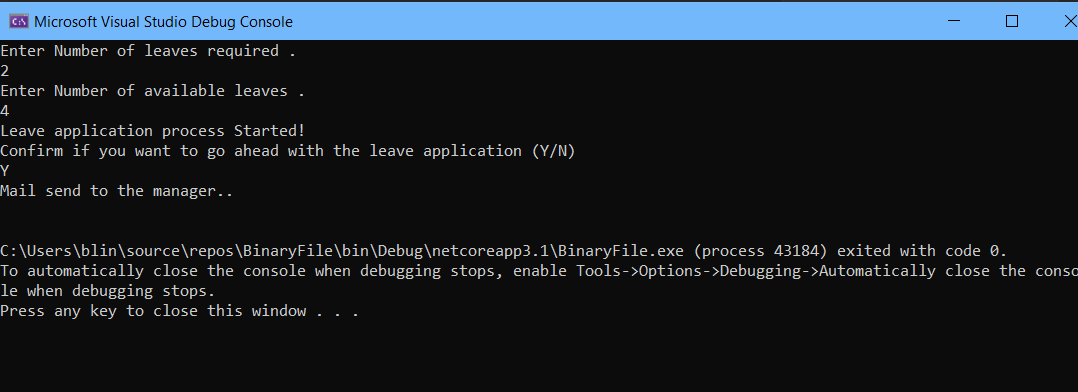 Microsoft Visual Studio Debug Console
Enter Number of leaves required .
2
Enter Number of available leaves .
4
Leave application process Started!
Confirm if you want to go ahead with the leave application (Y/N)
Y
Mail send to the manager..
C:\Users\blin\source\repos\BinaryFile\bin\Debug\netcoreapp3.1\BinaryFile.exe (process 43184) exited with code 0.
To automatically close the console when debugging stops, enable Tools->Options->Debugging->Automatically close the conso
le when debugging stops.
Press any key to close this window . . .